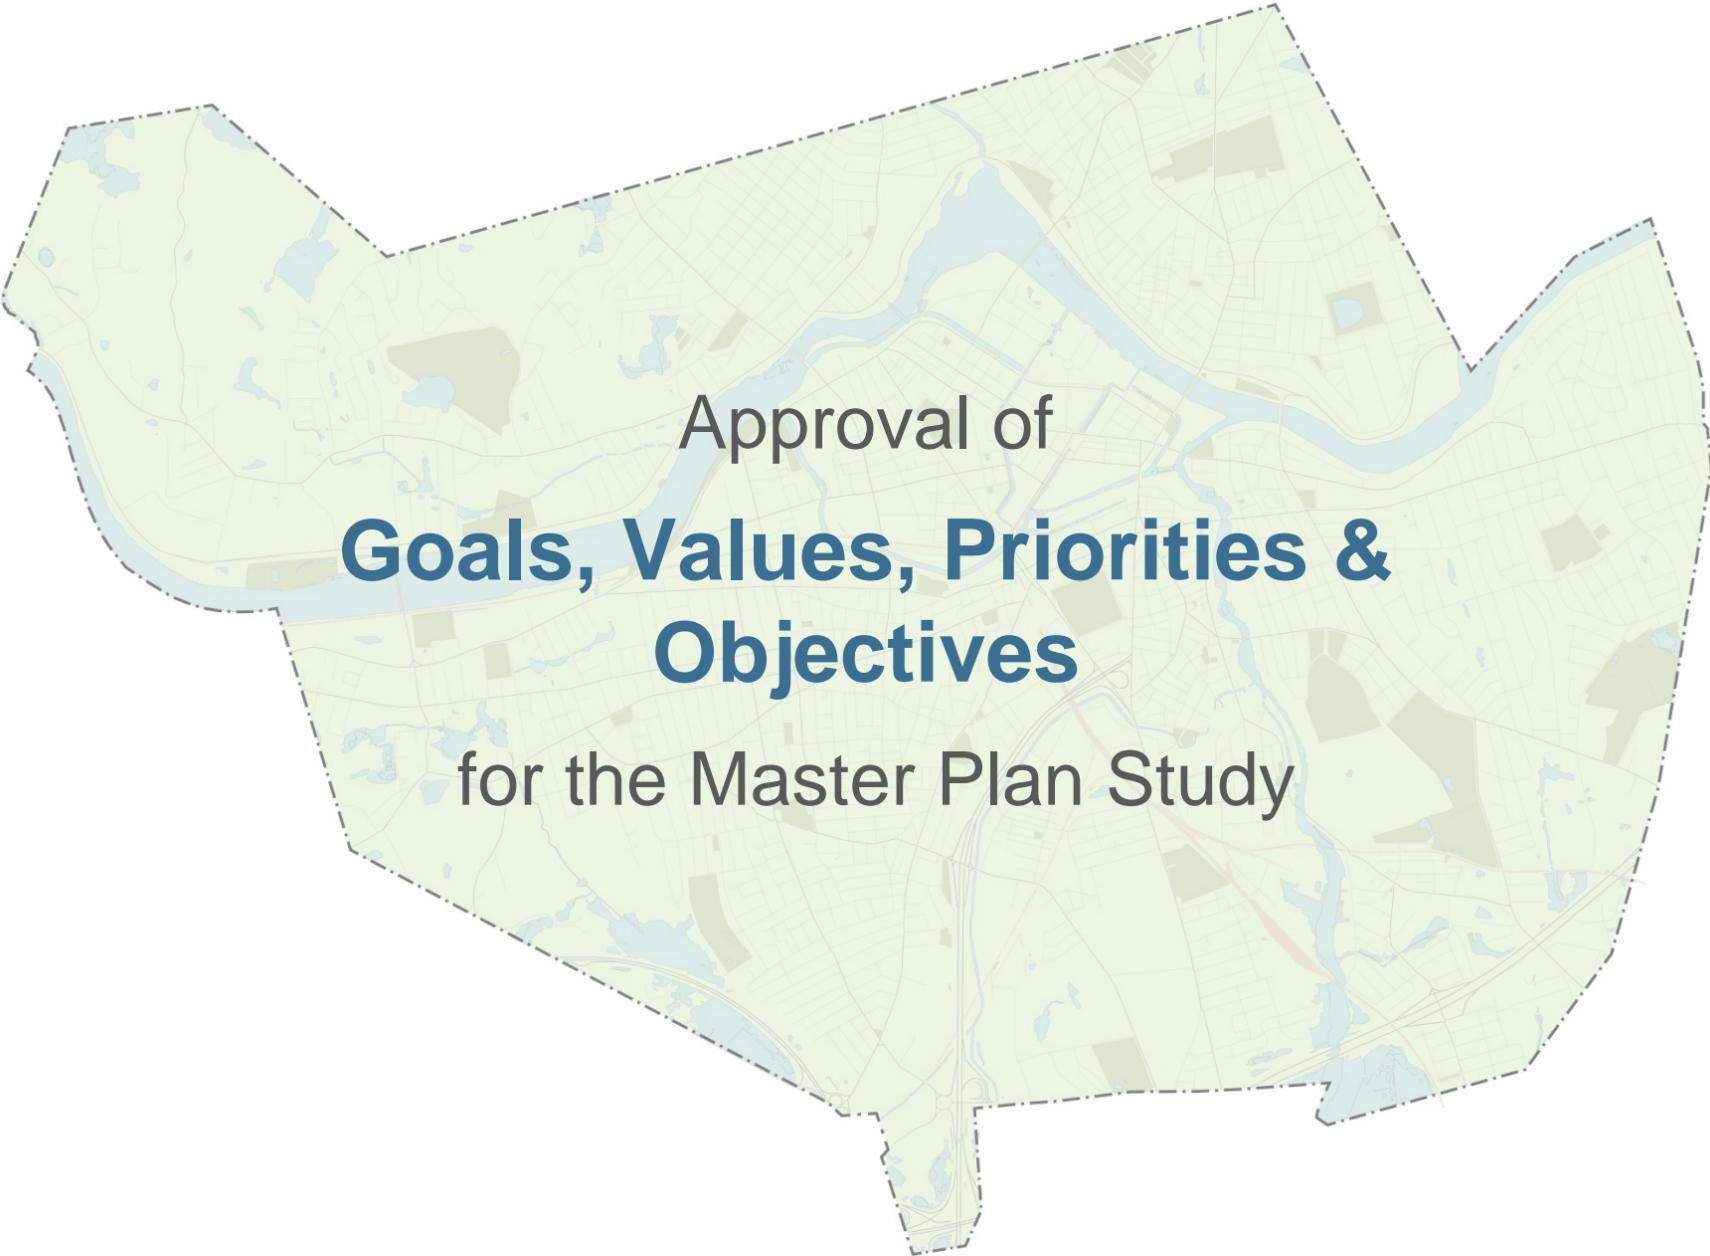 Approval of
Goals, Values, Priorities &
Objectives
for the Master Plan Study